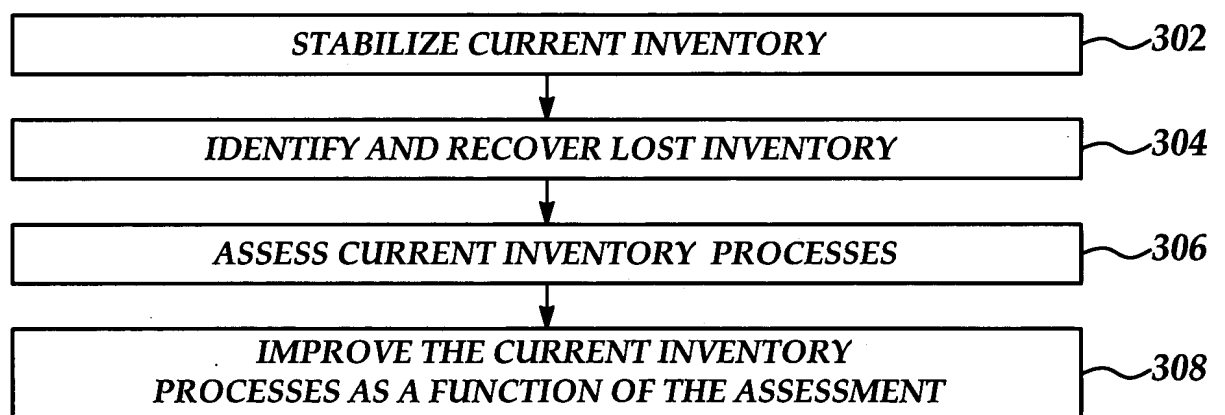 STABILIZE CURRENT INVENTORY 302
IDENTIFY AND RECOVER LOST INVENTORY 304
ASSESS CURRENT INVENTORY PROCESSES 306
IMPROVE THE CURRENT INVENTORY
PROCESSES AS A FUNCTION OF THE ASSESSMENT 308